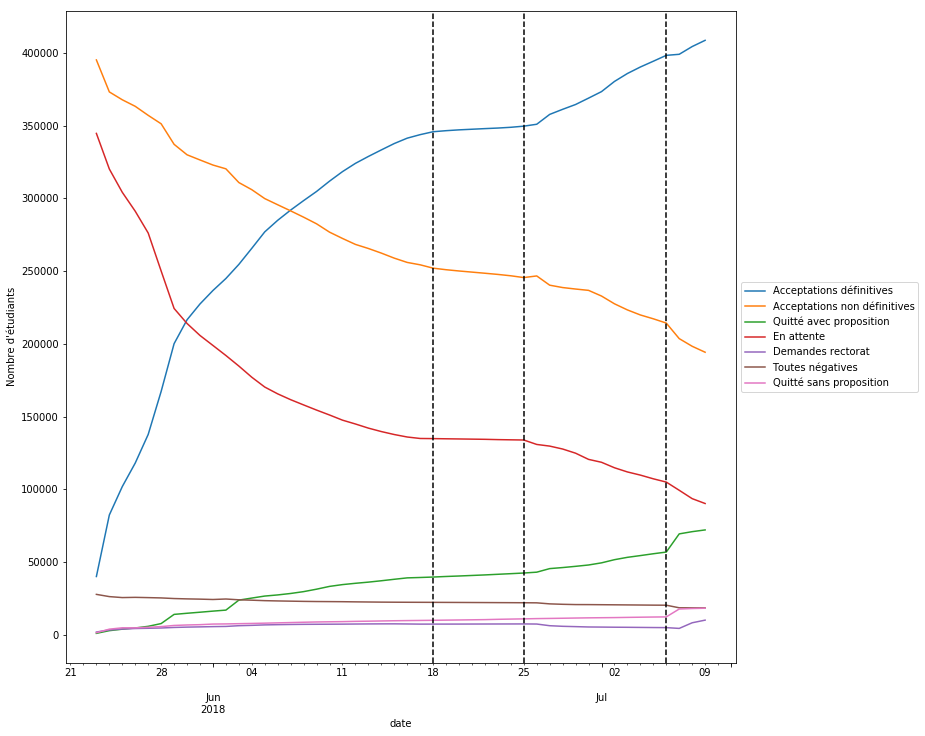 Nombre d'étudiants
400000
350000
300000
250000
200000
150000
100000
50000
0
21
28
04
11
18
25
02
09
Jun
2018
Jul
date
Acceptations définitives
Acceptations non définitives
Quitté avec proposition
En attente
Demandes rectorat
Toutes négatives
Quitté sans proposition